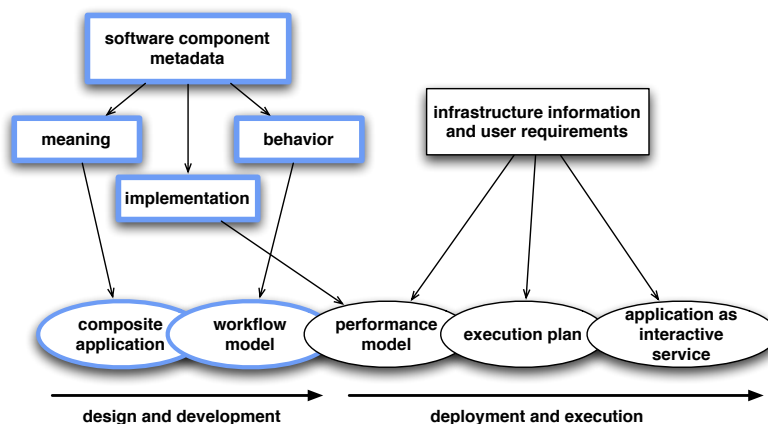 software component
metadata
infrastructure information
and user requirements
meaning
behavior
implementation
composite
application
workflow
model
performance
model
execution plan
application as
interactive
service
design and development
deployment and execution